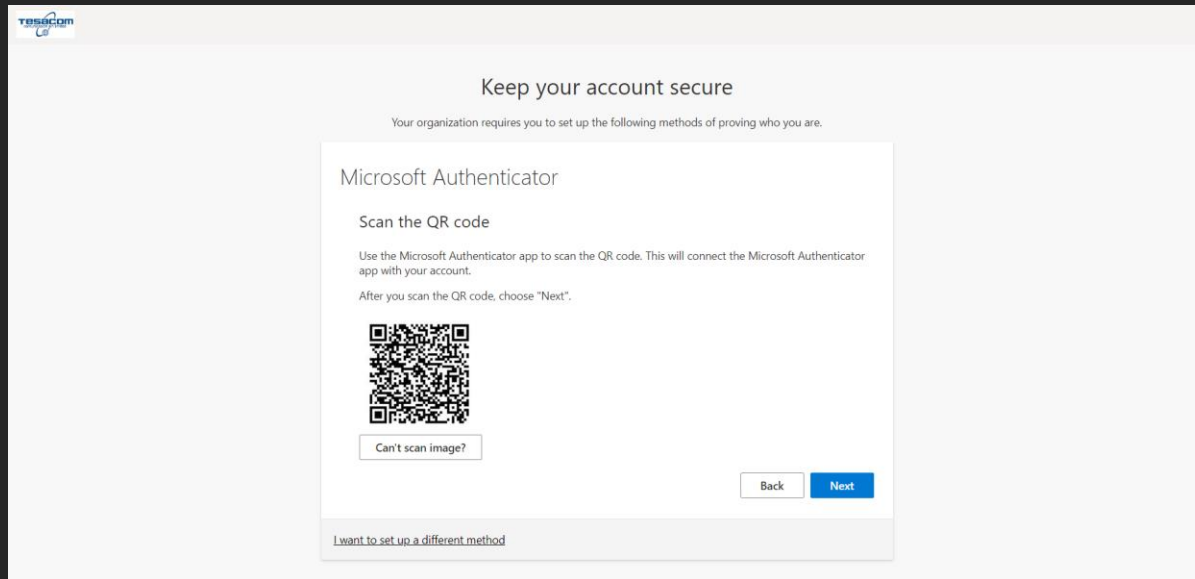 TESACOM
Keep your account secure
Your organization requires you to set up the following methods of proving who you are.
Microsoft Authenticator
Scan the QR code
Use the Microsoft Authenticator app to scan the QR code. This will connect the Microsoft Authenticator
app with your account.
After you scan the QR code, choose "Next".
Can't scan image?
Back Next
I want to set up a different method